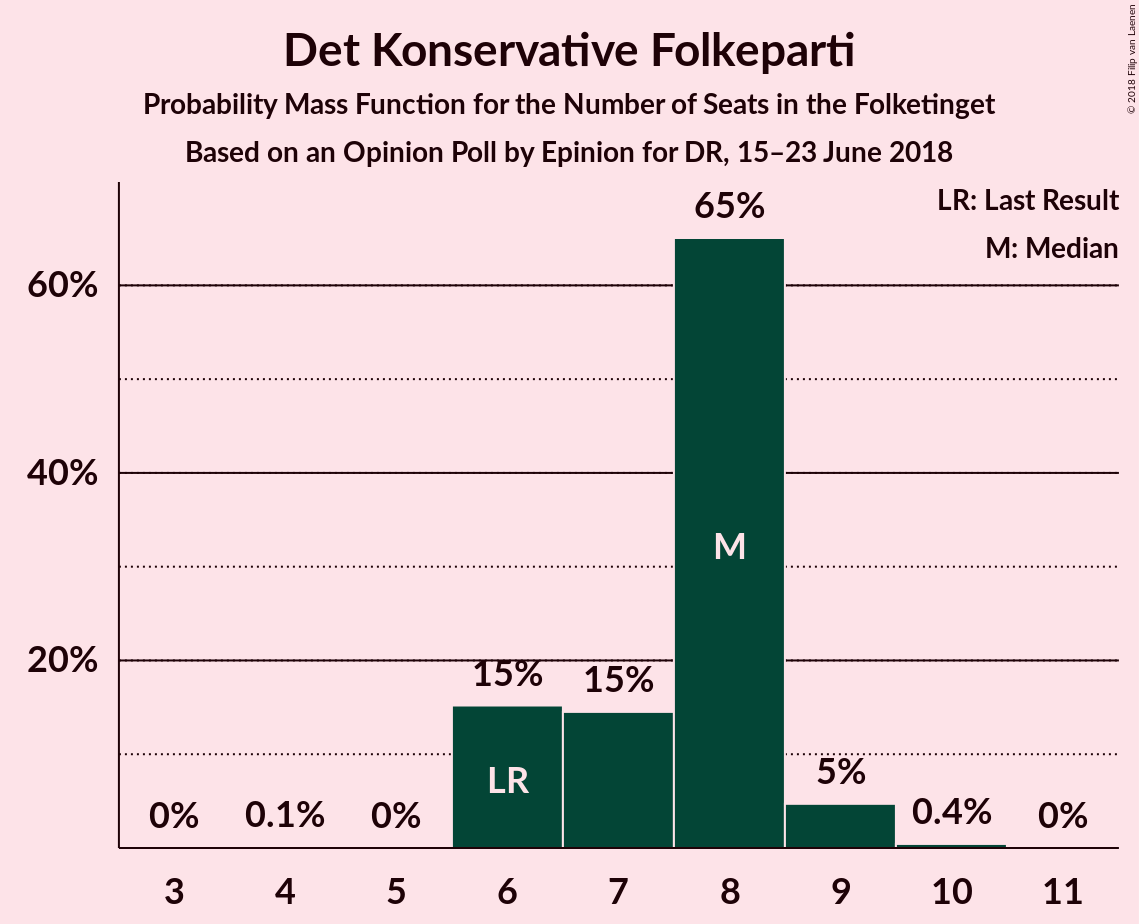 Det Konservative Folkeparti
Probability Mass Function for the Number of Seats in the Folketinget
Based on an Opinion Poll by Epinion for DR, 15–23 June 2018
© 2018 Filip van Laenen
LR: Last Result
M: Median
65%
60%
40%
M
20%
15%
15%
LR
5%
0%
0.1%
0%
0.4%
0%
3
4
5
6
7
8
9
10
11